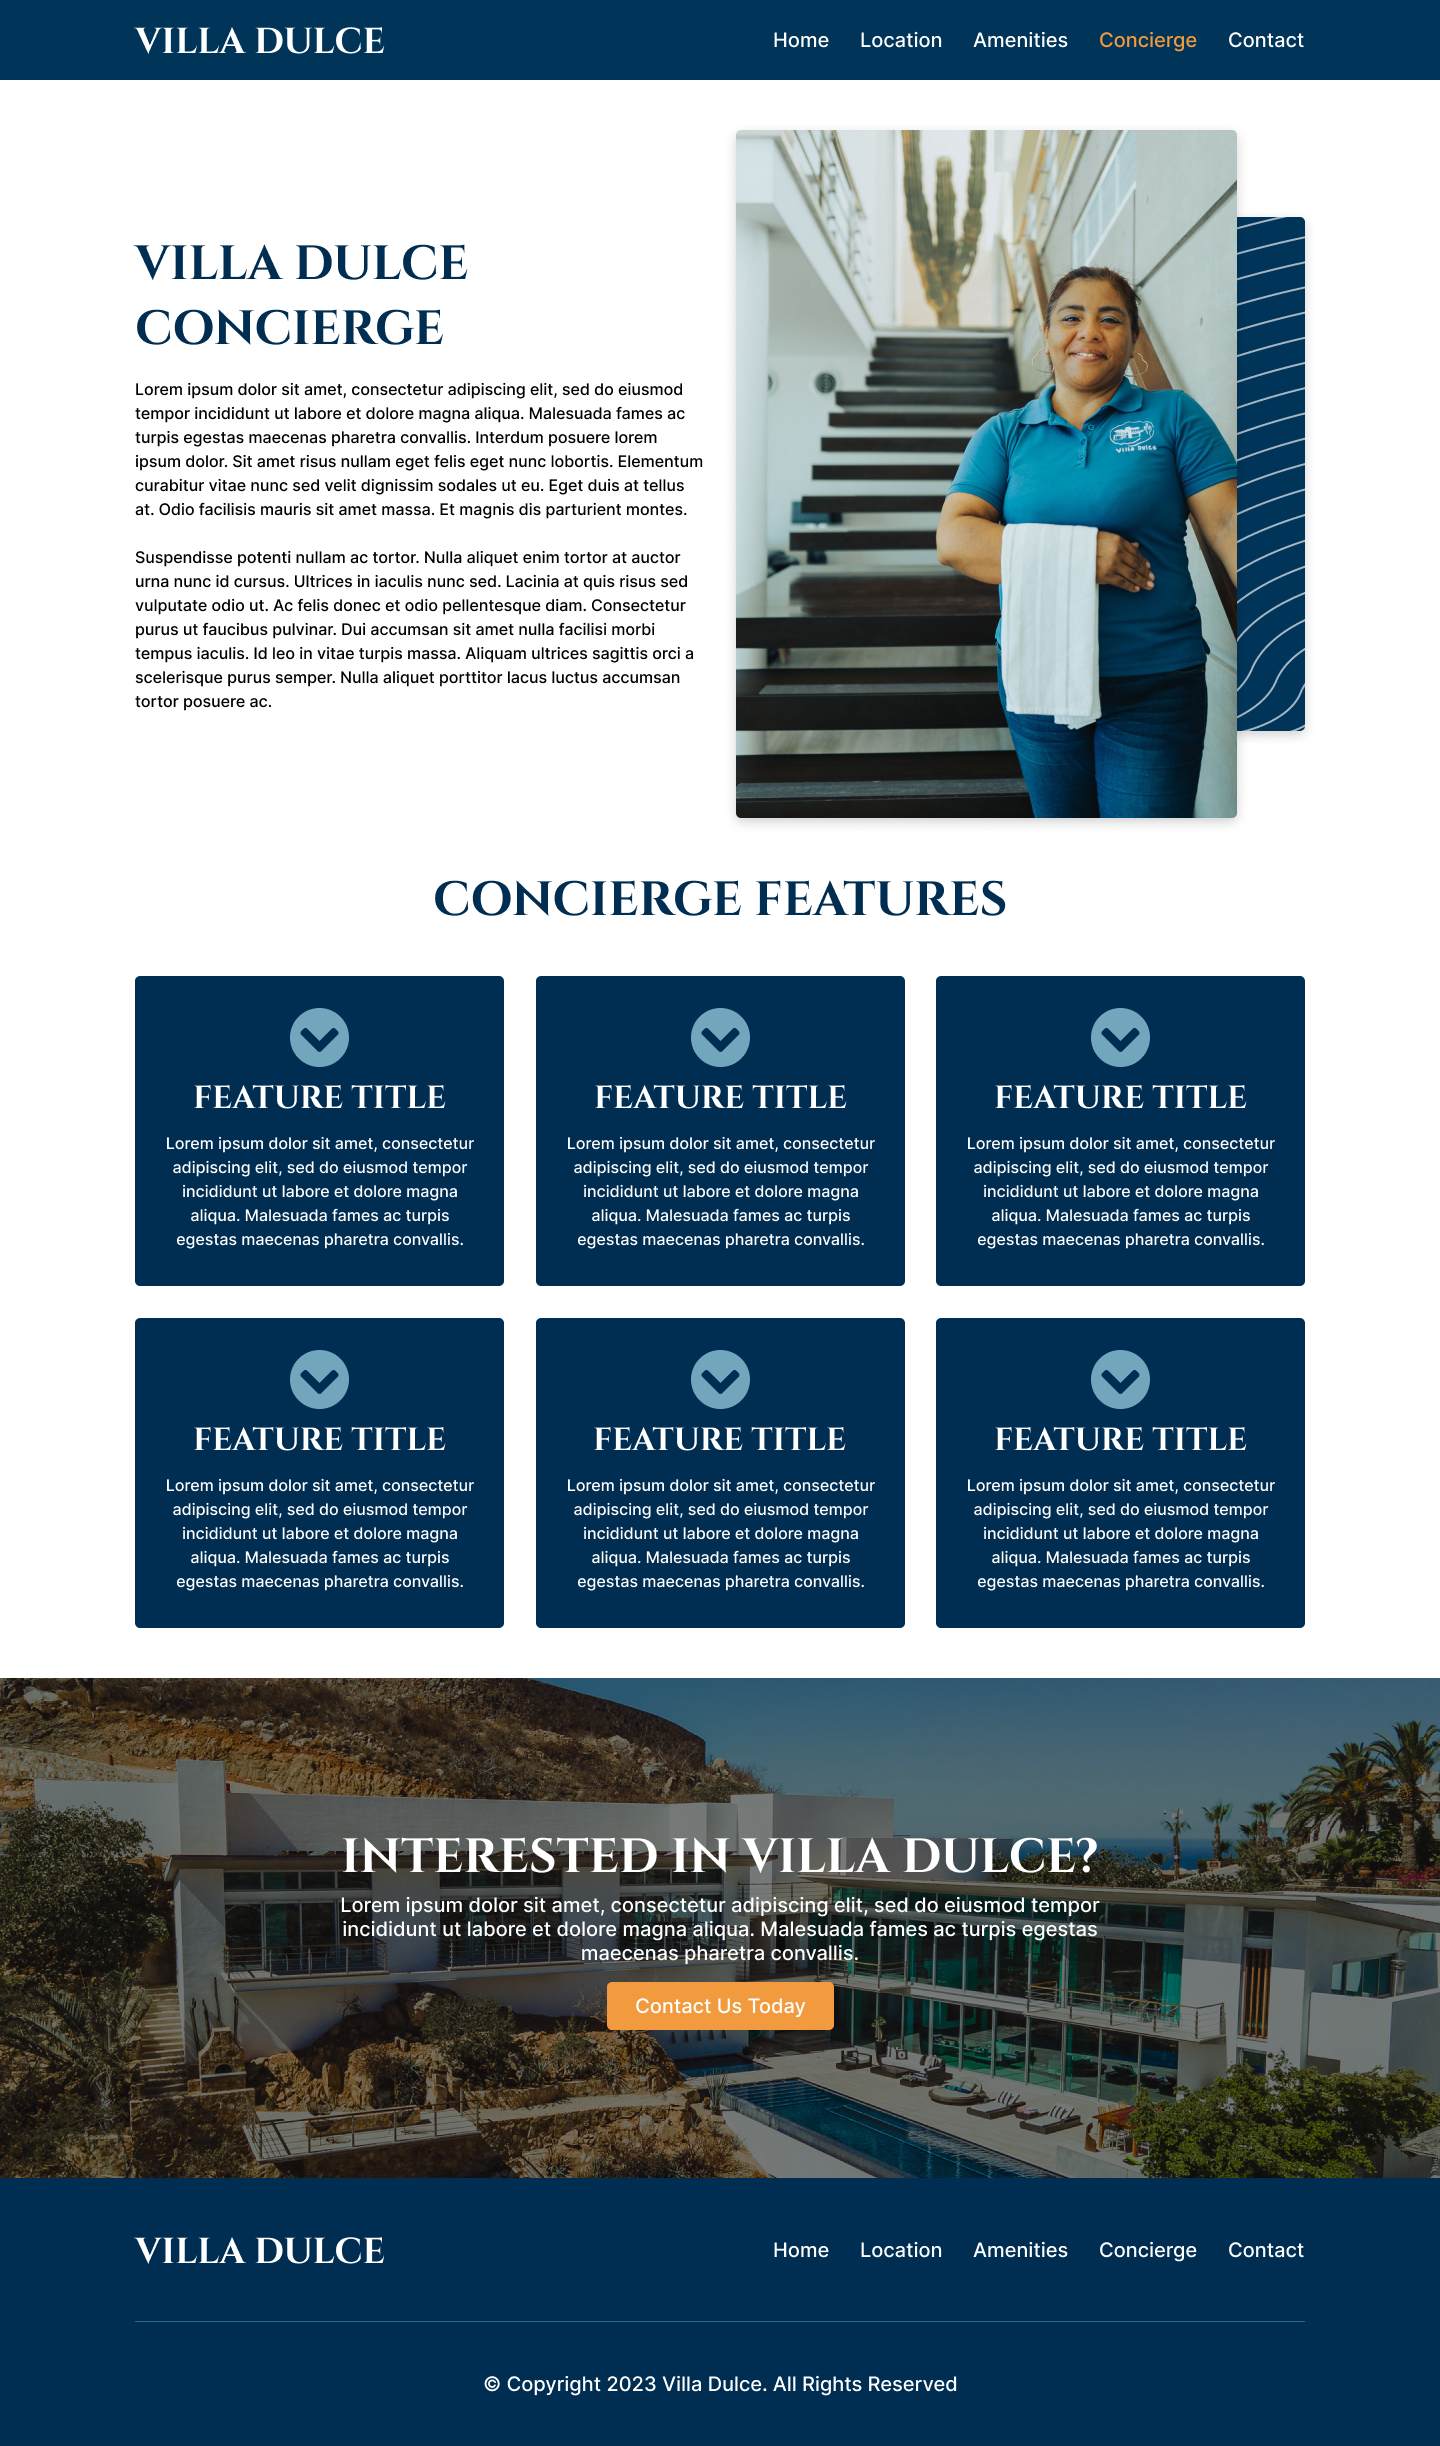 VILLA DULCE
Home Location Amenities Concierge Contact
VILLA DULCE
CONCIERGE
Lorem ipsum dolor sit amet, consectetur adipiscing elit, sed do eiusmod
tempor incididunt ut labore et dolore magna aliqua. Malesuada fames ac
turpis egestas maecenas pharetra convallis. Interdum posuere lorem
ipsum dolor. Sit amet risus nullam eget felis eget nunc lobortis. Elementum
curabitur vitae nunc sed velit dignissim sodales ut eu. Eget duis at tellus
at. Odio facilisis mauris sit amet massa. Et magnis dis parturient montes.
Suspendisse potenti nullam ac tortor. Nulla aliquet enim tortor at auctor
urna nunc id cursus. Ultrices in iaculis nunc sed. Lacinia at quis risus sed
vulputate odio ut. Ac felis donec et odio pellentesque diam. Consectetur
purus ut faucibus pulvinar. Dui accumsan sit amet nulla facilisi morbi
tempus iaculis. Id leo in vitae turpis massa. Aliquam ultrices sagittis orci a
scelerisque purus semper. Nulla aliquet porttitor lacus luctus accumsan
tortor posuere ac.
Villa Dulce
CONCIERGE FEATURES
FEATURE TITLE
Lorem ipsum dolor sit amet, consectetur
adipiscing elit, sed do eiusmod tempor
incididunt ut labore et dolore magna
aliqua. Malesuada fames ac turpis
egestas maecenas pharetra convallis.
FEATURE TITLE
Lorem ipsum dolor sit amet, consectetur
adipiscing elit, sed do eiusmod tempor
incididunt ut labore et dolore magna
aliqua. Malesuada fames ac turpis
egestas maecenas pharetra convallis.
FEATURE TITLE
Lorem ipsum dolor sit amet, consectetur
adipiscing elit, sed do eiusmod tempor
incididunt ut labore et dolore magna
aliqua. Malesuada fames ac turpis
egestas maecenas pharetra convallis.
FEATURE TITLE
Lorem ipsum dolor sit amet, consectetur
adipiscing elit, sed do eiusmod tempor
incididunt ut labore et dolore magna
aliqua. Malesuada fames ac turpis
egestas maecenas pharetra convallis.
FEATURE TITLE
Lorem ipsum dolor sit amet, consectetur
adipiscing elit, sed do eiusmod tempor
incididunt ut labore et dolore magna
aliqua. Malesuada fames ac turpis
egestas maecenas pharetra convallis.
FEATURE TITLE
Lorem ipsum dolor sit amet, consectetur
adipiscing elit, sed do eiusmod tempor
incididunt ut labore et dolore magna
aliqua. Malesuada fames ac turpis
egestas maecenas pharetra convallis.
INTERESTED IN VILLA DULCE?
Lorem ipsum dolor sit amet, consectetur adipiscing elit, sed do eiusmod tempor
incididunt ut labore et dolore magna aliqua. Malesuada fames ac turpis egestas
maecenas pharetra convallis.
Contact Us Today
VILLA DULCE
Home Location Amenities Concierge Contact
© Copyright 2023 Villa Dulce. All Rights Reserved